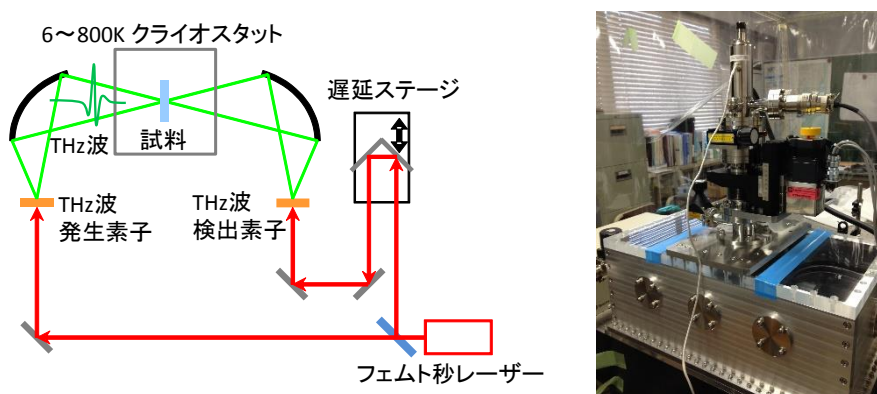 6～800K クライオスタット
遅延ステージ
THz波
試料
THz波
発生素子
THz波
検出素子
フェムト秒レーザー